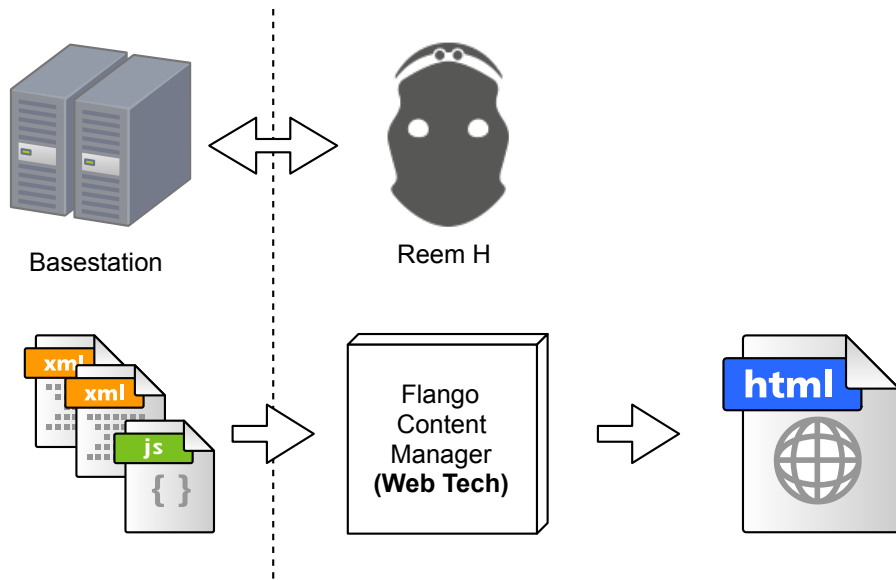 Basestation
Reem H
xml
xml
js
{ }
Flango
Content
Manager
(Web Tech)
html